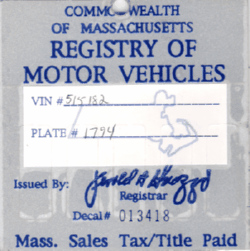 COMMONWEALTH
OF MASSACHUSETTS
REGISTRY OF
MOTOR VEHICLES
VIN # 515182
PLATE # 1794
Issued By:
Registrar
Decal# 013418
Mass. Sales Tax/Title Paid